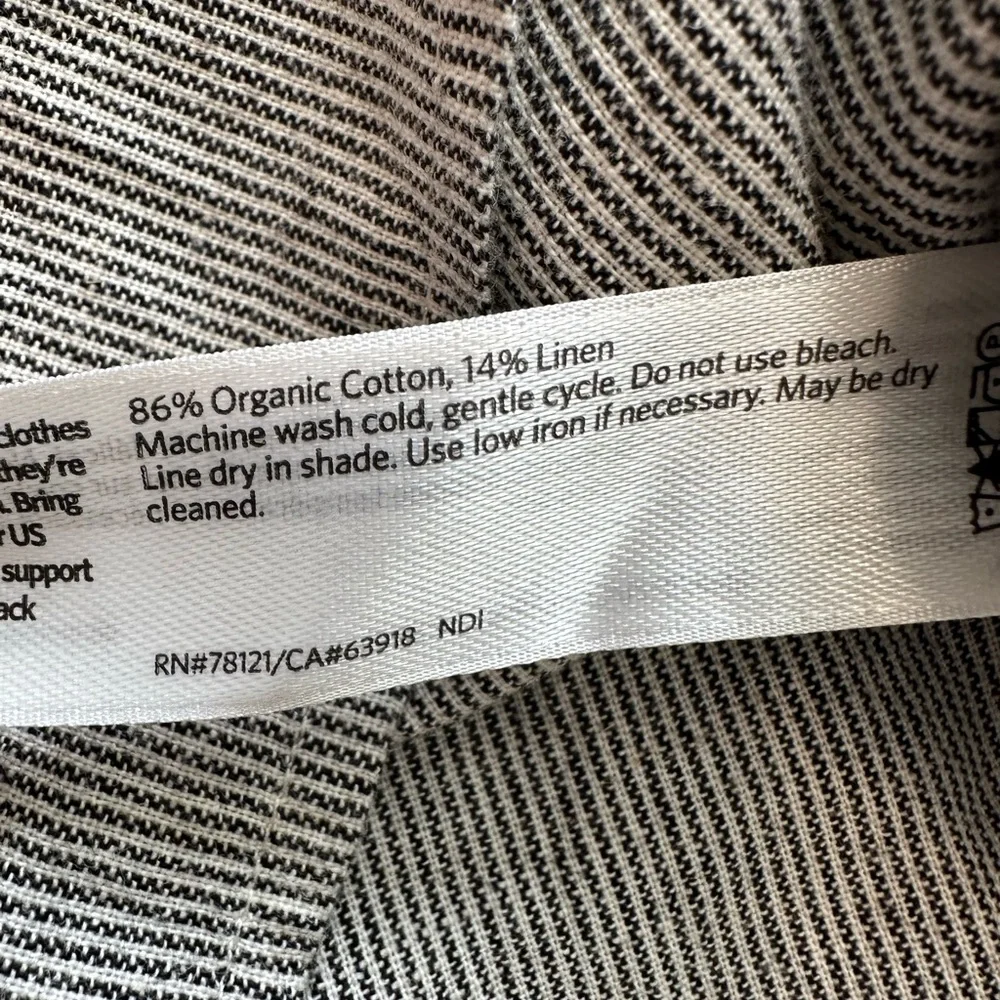 clothes
they're
. Bring
r US
support
ack
86% Organic Cotton, 14% Linen
Machine wash cold, gentle cycle. Do not use bleach.
Line dry in shade. Use low iron if necessary. May be dry
cleaned.
RN#78121/CA#63918 NDI